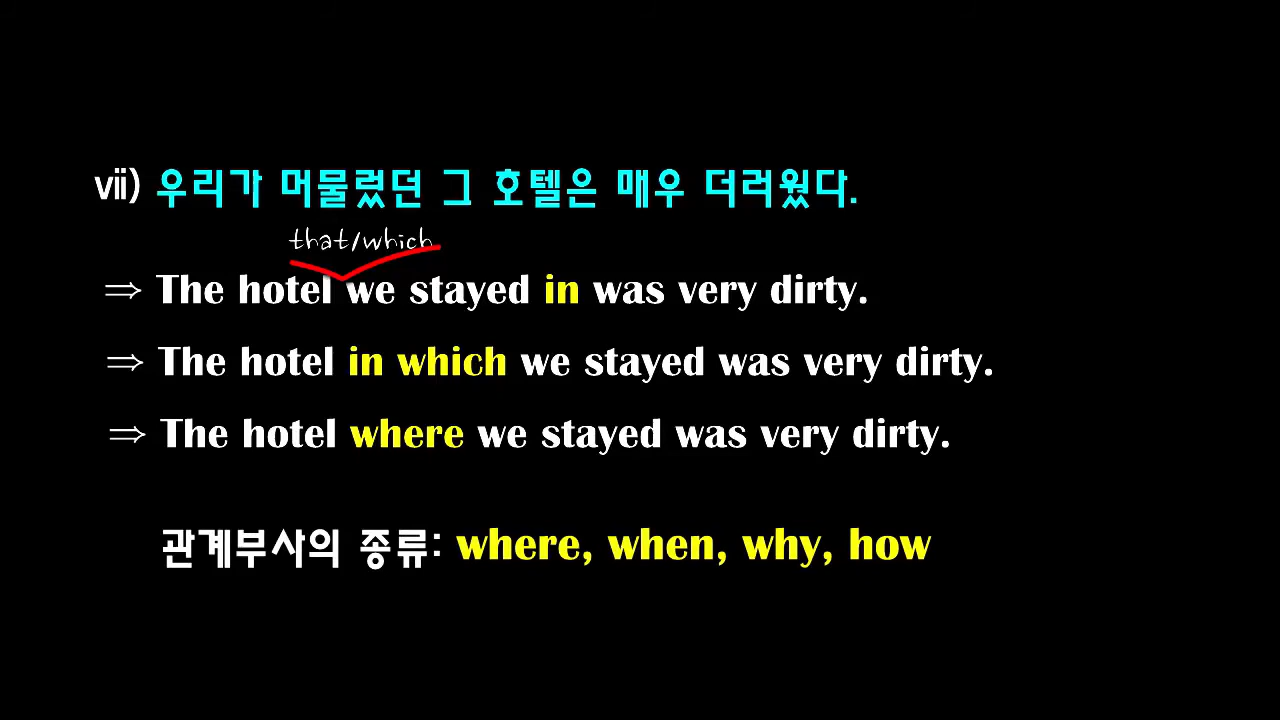 vii) 우리가 머물렀던 그 호텔은 매우 더러웠다.
that/which
⇒ The hotel we stayed in was very dirty.
⇒ The hotel in which we stayed was very dirty.
⇒ The hotel where we stayed was very dirty.
관계부사의 종류: where, when, why, how